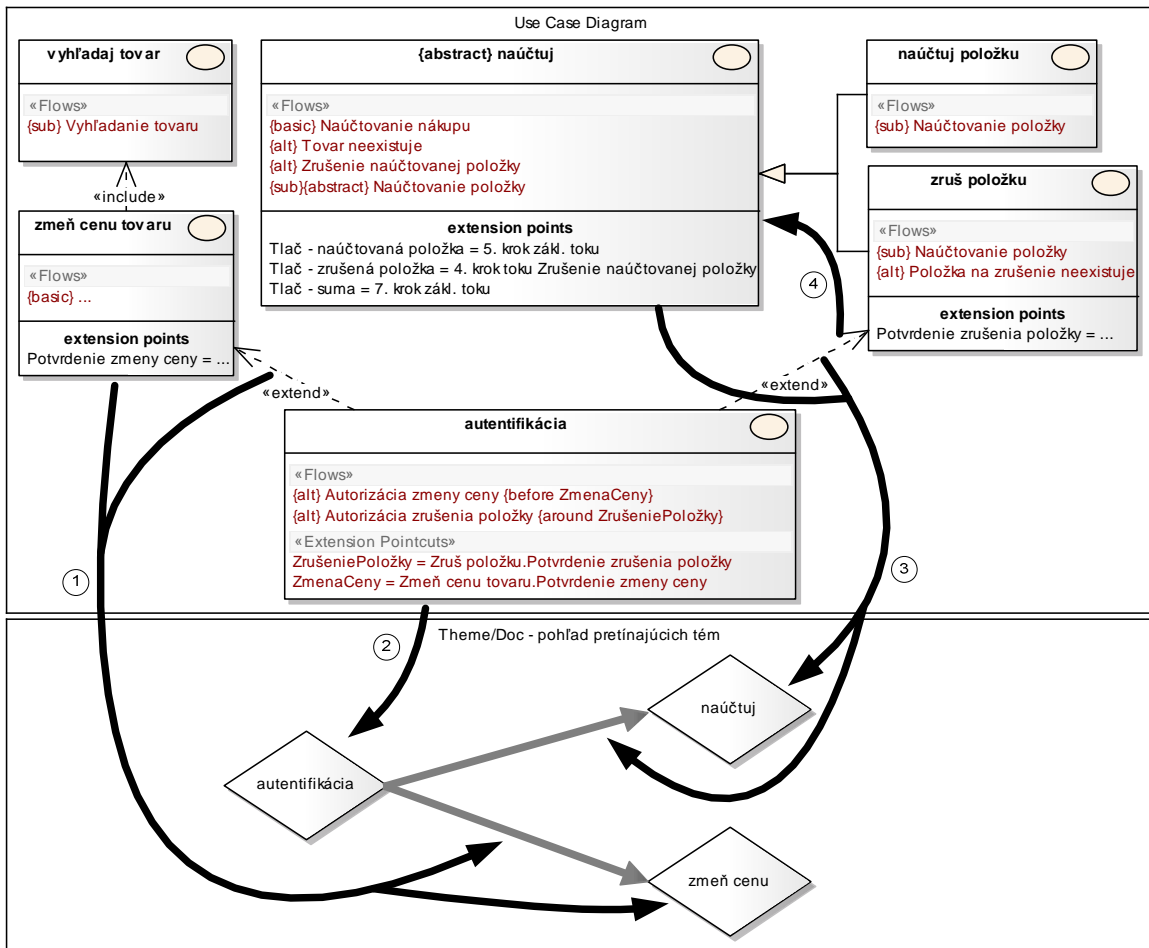 Use Case Diagram
vyhľadaj tovar
«Flows»
{sub} Vyhľadanie tovaru
«include»
zmeň cenu tovaru
«Flows»
{basic} ...
extension points
Potvrdenie zmeny ceny = ...
{abstract} naúčtuj
«Flows»
{basic} Naúčtovanie nákupu
{alt} Tovar neexistuje
{alt} Zrušenie naúčtovanej položky
{sub}{abstract} Naúčtovanie položky
extension points
Tlač - naúčtovaná položka = 5. krok zákl. toku
Tlač - zrušená položka = 4. krok toku Zrušenie naúčtovanej položky
Tlač - suma = 7. krok zákl. toku
naúčtuj položku
«Flows»
{sub} Naúčtovanie položky
zruš položku
«Flows»
{sub} Naúčtovanie položky
{alt} Položka na zrušenie neexistuje
extension points
Potvrdenie zrušenia položky = ...
4
«extend»
«extend»
autentifikácia
«Flows»
{alt} Autorizácia zmeny ceny {before ZmenaCeny}
{alt} Autorizácia zrušenia položky {around ZrušeniePoložky}
«Extension Pointcuts»
ZrušeniePoložky = Zruš položku.Potvrdenie zrušenia položky
ZmenaCeny = Zmeň cenu tovaru.Potvrdenie zmeny ceny
1
3
2
Theme/Doc - pohľad pretínajúcich tém
naúčtuj
autentifikácia
zmeň cenu